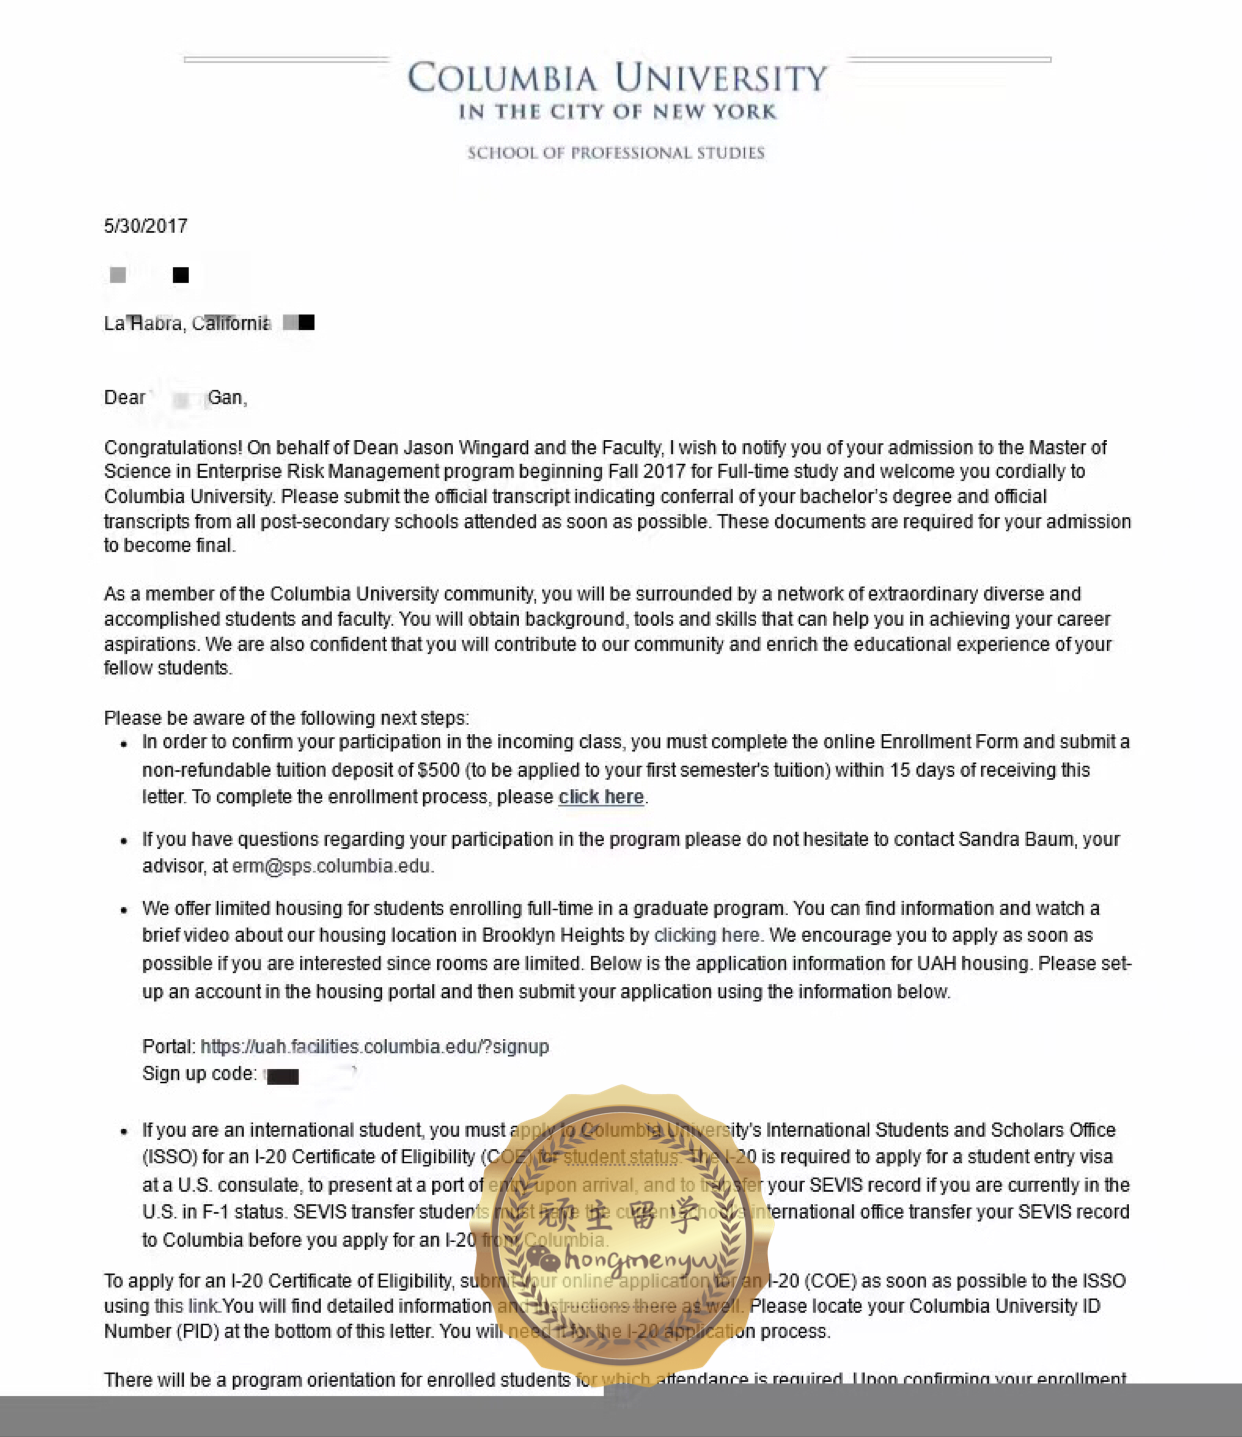 COLUMBIA UNIVERSITY
IN THE CITY OF NEW YORK
SCHOOL OF PROFESSIONAL STUDIES
5/30/2017
La Habra, California
Dear Gan,
Congratulations! On behalf of Dean Jason Wingard and the Faculty, I wish to notify you of your admission to the Master of
Science in Enterprise Risk Management program beginning Fall 2017 for Full-time study and welcome you cordially to
Columbia University. Please submit the official transcript indicating conferral of your bachelor's degree and official
transcripts from all post-secondary schools attended as soon as possible. These documents are required for your admission
to become final.
As a member of the Columbia University community, you will be surrounded by a network of extraordinary diverse and
accomplished students and faculty. You will obtain background, tools and skills that can help you in achieving your career
aspirations. We are also confident that you will contribute to our community and enrich the educational experience of your
fellow students.
Please be aware of the following next steps:
• In order to confirm your participation in the incoming class, you must complete the online Enrollment Form and submit a
non-refundable tuition deposit of $500 (to be applied to your first semester's tuition) within 15 days of receiving this
letter. To complete the enrollment process, please click here.
• If you have questions regarding your participation in the program please do not hesitate to contact Sandra Baum, your
advisor, at erm@sps.columbia.edu.
• We offer limited housing for students enrolling full-time in a graduate program. You can find information and watch a
brief video about our housing location in Brooklyn Heights by clicking here. We encourage you to apply as soon as
possible if you are interested since rooms are limited. Below is the application information for UAH housing. Please set-
up an account in the housing portal and then submit your application using the information below.
Portal: https://uah.facilities.columbia.edu/?signup
Sign up code:
• If you are an international student, you must apply to Columbia University's International Students and Scholars Office
(ISSO) for an I-20 Certificate of Eligibility (COE) for student status. The I-20 is required to apply for a student entry visa
at a U.S. consulate, to present at a port of entry upon arrival, and to transfer your SEVIS record if you are currently in the
U.S. in F-1 status. SEVIS transfer students must have the current school's international office transfer your SEVIS record
to Columbia before you apply for an I-20 from Columbia.
To apply for an I-20 Certificate of Eligibility, submit your online application for an I-20 (COE) as soon as possible to the ISSO
using this link.You will find detailed information and instructions there as well. Please locate your Columbia University ID
Number (PID) at the bottom of this letter. You will need it for the I-20 application process.
There will be a program orientation for enrolled students for which attendance is required. Upon confirming your enrollment,
顽主留学
hongmenyw